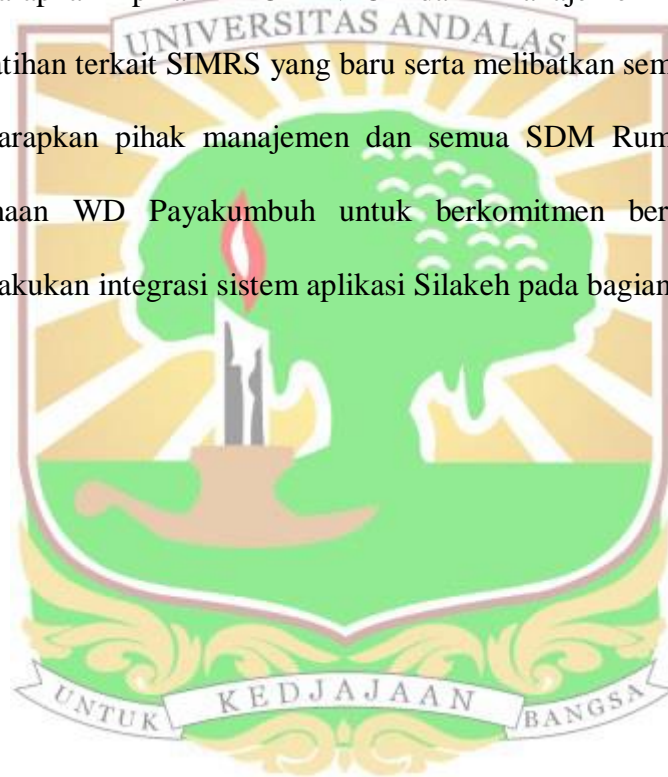 UNIVERSITAS ANDALAS
atihan terkait SIMRS yang baru serta melibatkan sem
arapkan pihak manajemen dan semua SDM Rum
naan WD Payakumbuh untuk berkomitmen ber
akukan integrasi sistem aplikasi Silakeh pada bagian
UNTUK KEDJAJAAN BANGSA